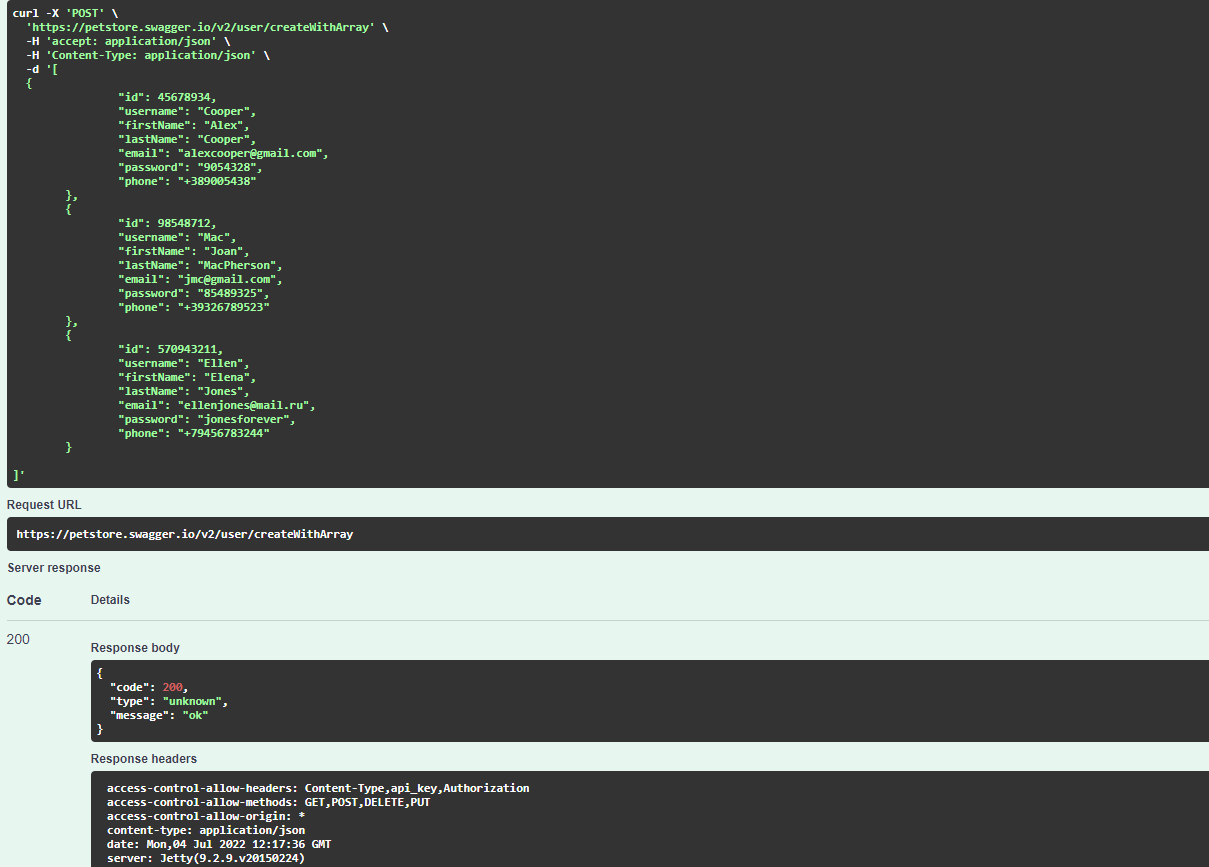 curl -X 'POST' \
'https://petstore.swagger.io/v2/user/createWithArray' \
-H 'accept: application/json' \
-H 'Content-Type: application/json' \
-d '[
{
"id": 45678934,
"username": "Cooper",
"firstName": "Alex",
"lastName": "Cooper",
"email": "alexcooper@gmail.com",
"password": "9054328",
"phone": "+389005438"
},
{
"id": 98548712,
"username": "Mac",
"firstName": "Joan",
"lastName": "MacPherson",
"email": "jmc@gmail.com",
"password": "85489325",
"phone": "+39326789523"
},
{
"id": 570943211,
"username": "Ellen",
"firstName": "Elena",
"lastName": "Jones",
"email": "ellenjones@mail.ru",
"password": "jonesforever",
"phone": "+79456783244"
}
]'
Request URL
https://petstore.swagger.io/v2/user/createWithArray
Server response
Code Details
200
Response body
{
"code": 200,
"type": "unknown",
"message": "ok"
}
Response headers
access-control-allow-headers: Content-Type,api_key,Authorization
access-control-allow-methods: GET,POST,DELETE,PUT
access-control-allow-origin: *
content-type: application/json
date: Mon,04 Jul 2022 12:17:36 GMT
server: Jetty(9.2.9.v20150224)